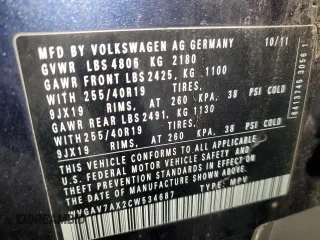 MFD BY VOLKSWAGEN AG GERMANY 10/11
GVWR LBS 4806 KG 2180
GAWR FRONT LBS 2425, KG 1100
WITH 255/40R19 TIRES,
9JX19 RIMS, AT 260 KPA, 38 PSI COLD
GAWR REAR LBS 2491, KG 1130
WITH 255/40R19 TIRES,
9JX19 RIMS, AT 260 KPA, 38 PSI COLD
THIS VEHICLE CONFORMS TO ALL APPLICABLE
FEDERAL MOTOR VEHICLE SAFETY
STANDARDS IN EFFECT ON
THE DATE OF MANUFACTURE SHOWN ABOVE.
WVGAV7AX2CW534687 TYPE: MPV